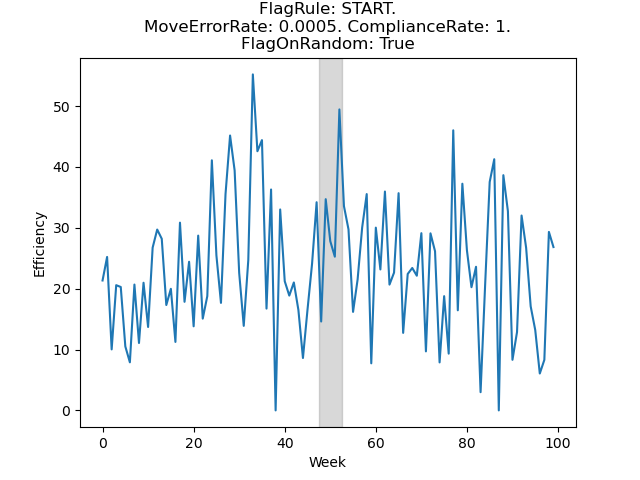 FlagRule: START.
MoveErrorRate: 0.0005. ComplianceRate: 1.
FlagOnRandom: True
Efficiency
50
40
30
20
10
0
0 20 40 60 80 100
Week